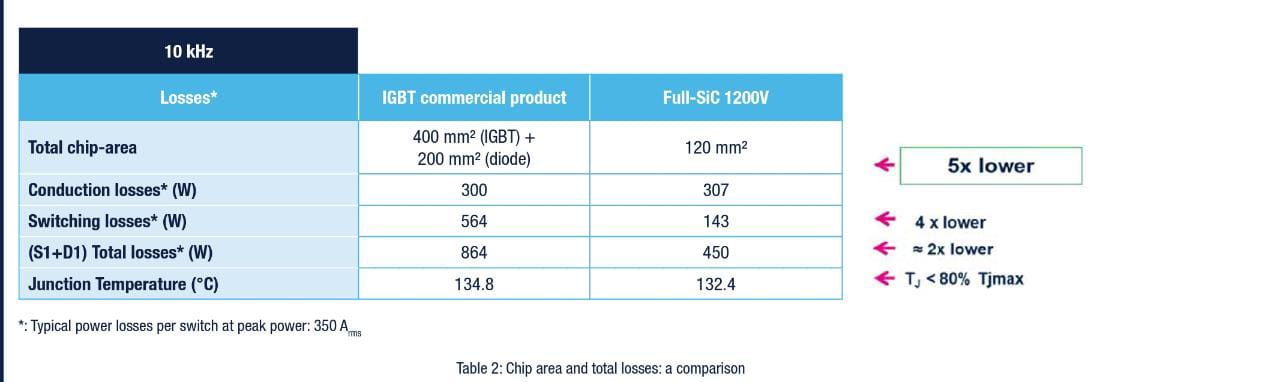 10 kHz
Losses* IGBT commercial product Full-SiC 1200V
Total chip-area 400 mm² (IGBT) + 200 mm² (diode) 120 mm²
5x lower
Conduction losses* (W) 300 307
Switching losses* (W) 564 143 4 x lower
(S1+D1) Total losses* (W) 864 450 ≈ 2x lower
Junction Temperature (°C) 134.8 132.4 TJ < 80% Tjmax
*: Typical power losses per switch at peak power: 350 Arms
Table 2: Chip area and total losses: a comparison